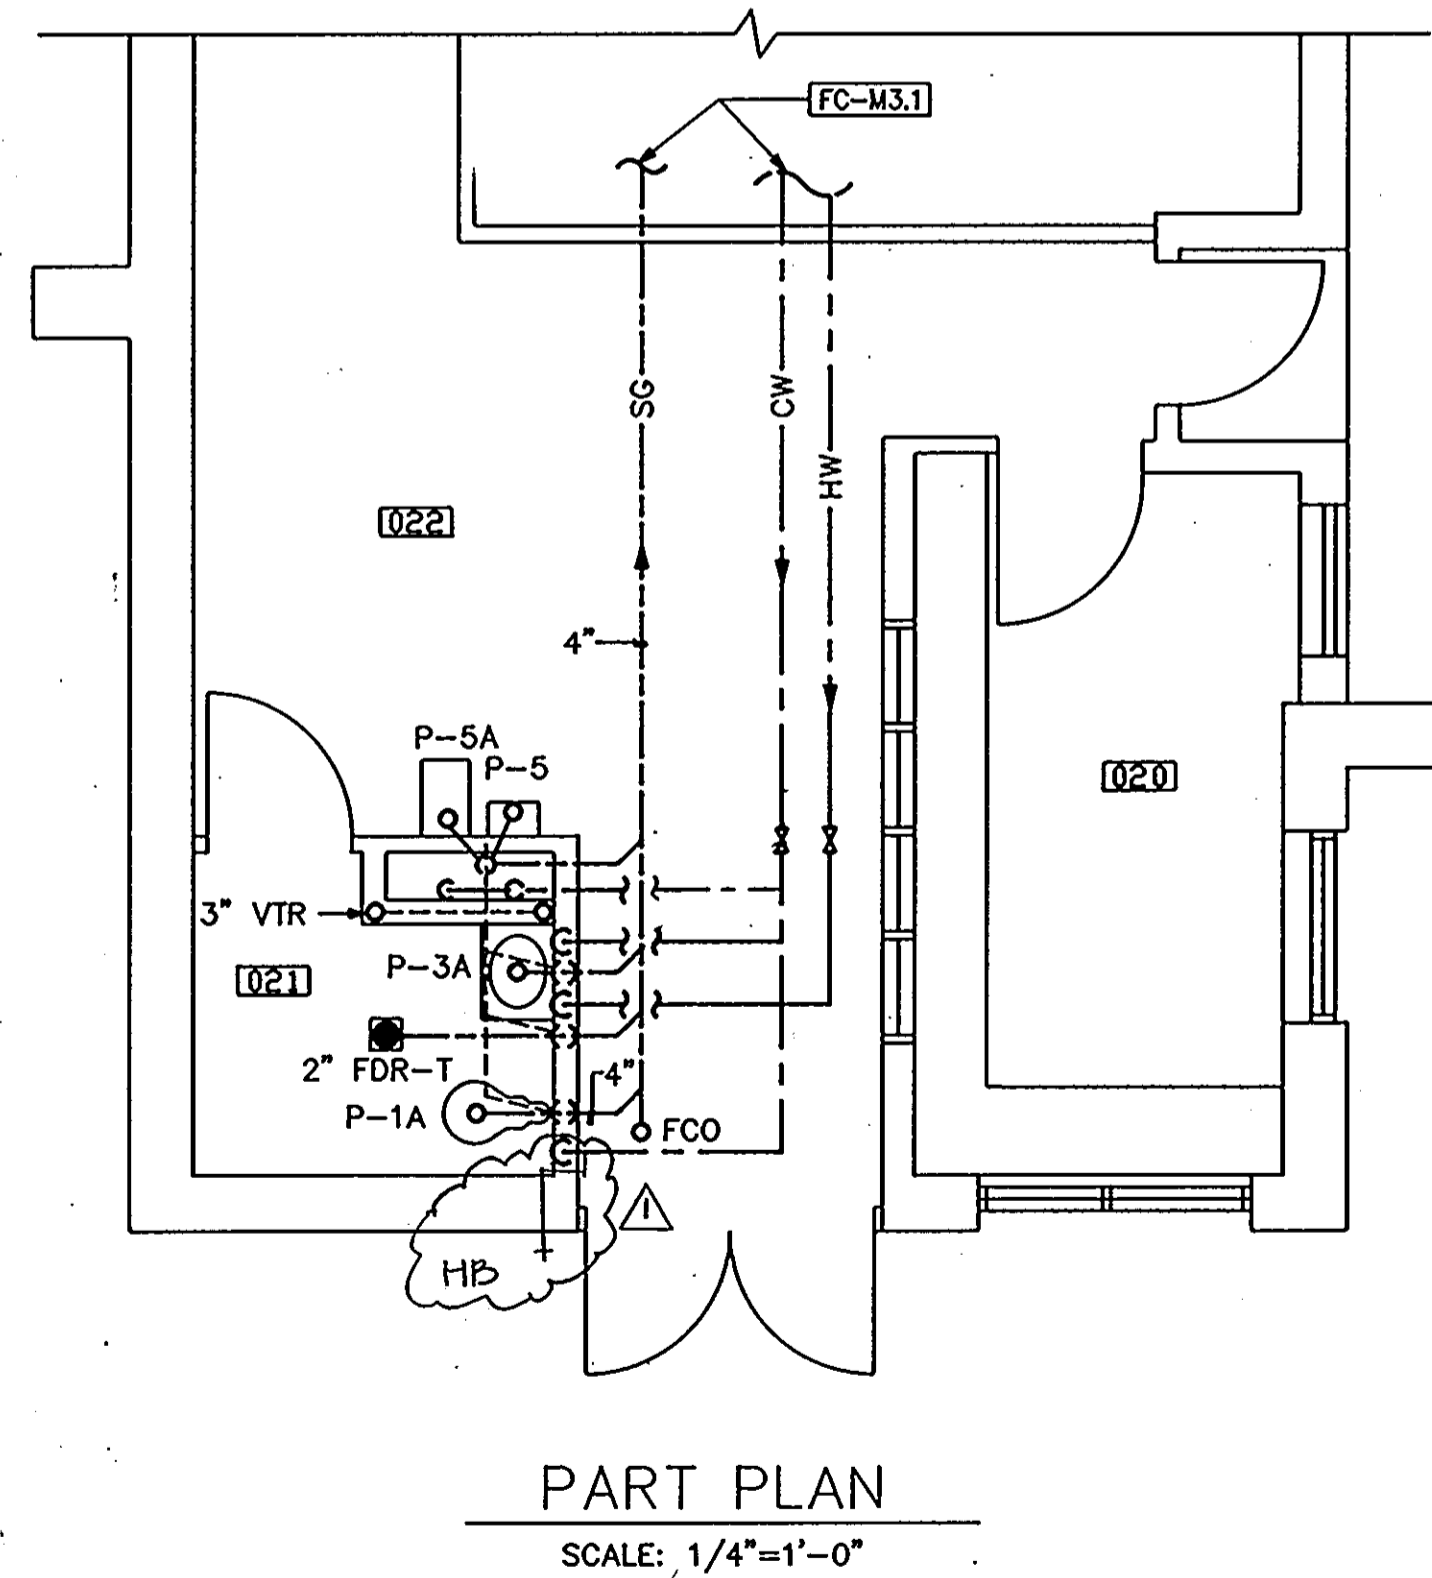 FC-M3.1
SG
CW
HW
022
4"
P-5A
P-5
020
3" VTR
P-3A
021
2" FDR-T
4"
P-1A
FCO
1
HB
PART PLAN
SCALE: 1/4"=1'-0"